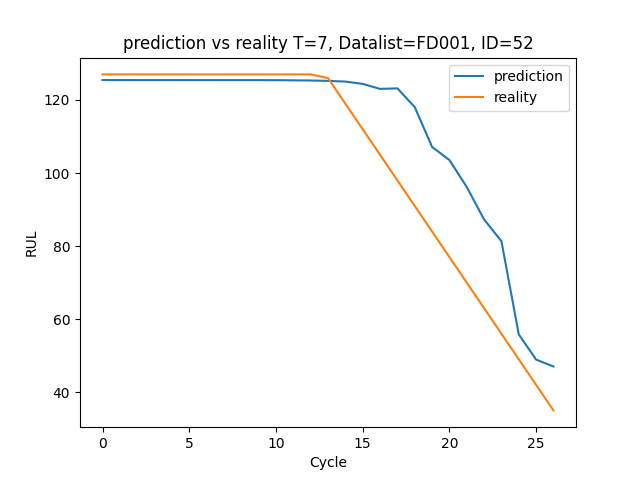 prediction vs reality T=7, Datalist=FD001, ID=52
prediction
reality
RUL
120
100
80
60
40
0 5 10 15 20 25
Cycle